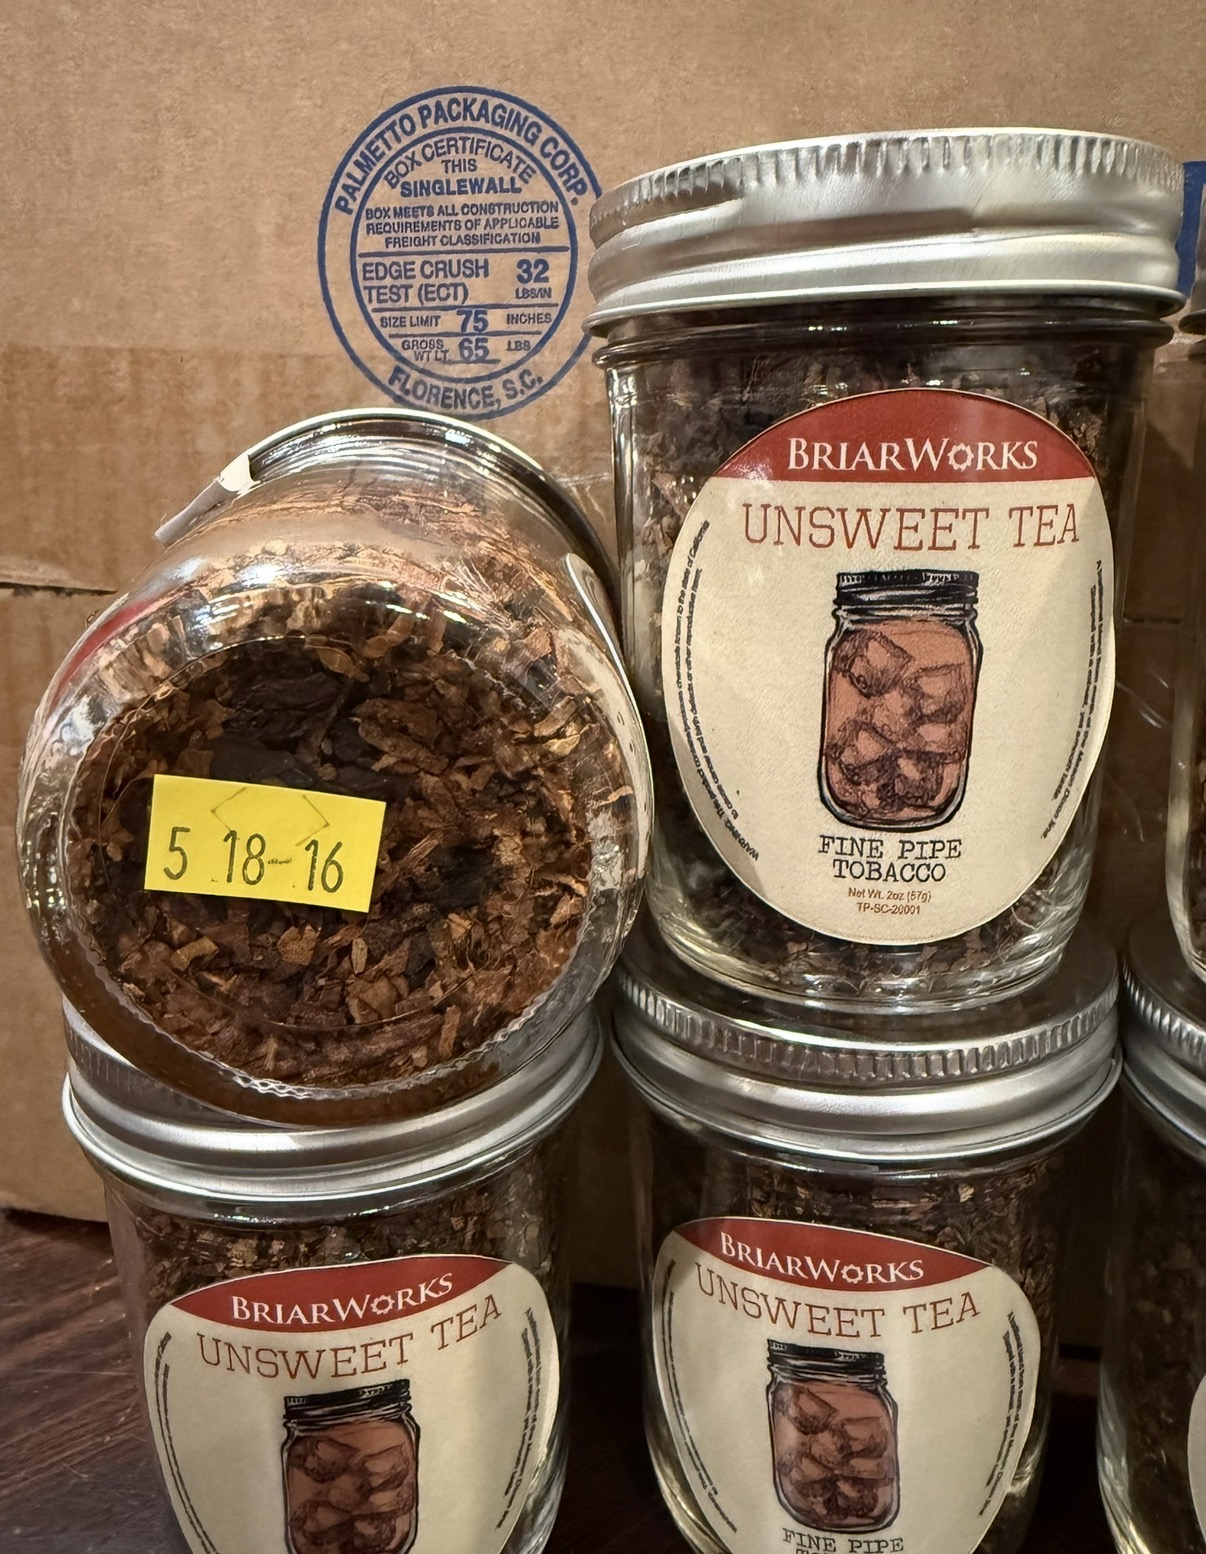 PALMETTO PACKAGING CORP.
BOX CERTIFICATE
THIS
SINGLEWALL
BOX MEETS ALL CONSTRUCTION
REQUIREMENTS OF APPLICABLE
FREIGHT CLASSIFICATION
EDGE CRUSH 32
TEST (ECT) LBS/IN
SIZE LIMIT 75 INCHES
GROSS
WT LT 65 LBS
FLORENCE, S.C.
BRIARWORKS
UNSWEET TEA
FINE PIPE
TOBACCO
Net Wt. 2oz (57g)
TP-SC-20001
5 18-16
BRIARWORKS
UNSWEET TEA
BRIARWORKS
UNSWEET TEA
FINE PIPE